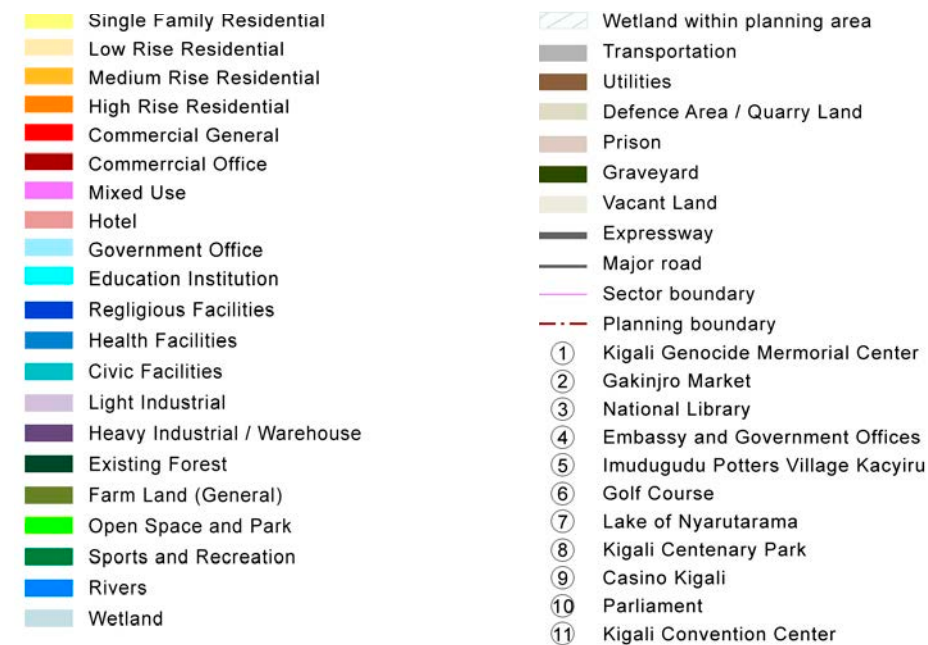 Single Family Residential
Low Rise Residential
Medium Rise Residential
High Rise Residential
Commercial General
Commerrcial Office
Mixed Use
Hotel
Government Office
Education Institution
Regligious Facilities
Health Facilities
Civic Facilities
Light Industrial
Heavy Industrial / Warehouse
Existing Forest
Farm Land (General)
Open Space and Park
Sports and Recreation
Rivers
Wetland
Wetland within planning area
Transportation
Utilities
Defence Area / Quarry Land
Prison
Graveyard
Vacant Land
Expressway
Major road
Sector boundary
Planning boundary
1 Kigali Genocide Mermorial Center
2 Gakinjro Market
3 National Library
4 Embassy and Government Offices
5 Imudugudu Potters Village Kacyiru
6 Golf Course
7 Lake of Nyarutarama
8 Kigali Centenary Park
9 Casino Kigali
10 Parliament
11 Kigali Convention Center